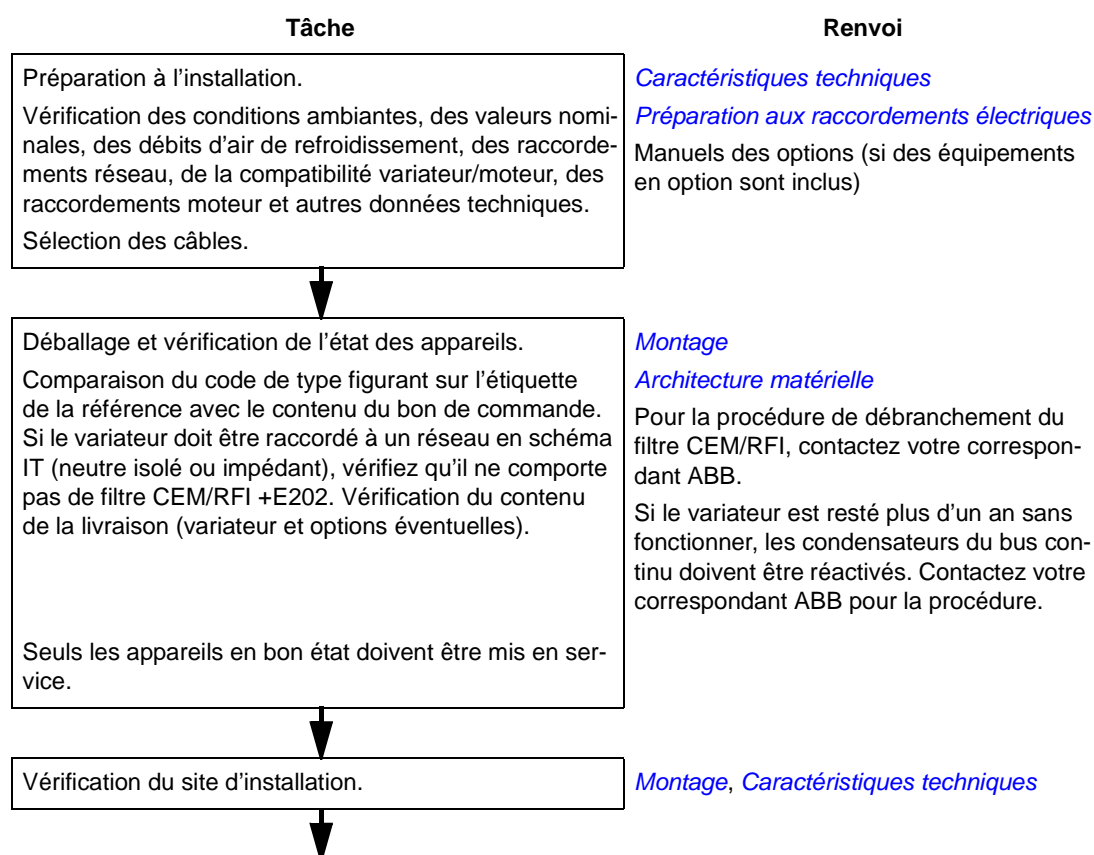 Tâche
Renvoi
Préparation à l'installation.
Vérification des conditions ambiantes, des valeurs nomi-
nales, des débits d'air de refroidissement, des raccorde-
ments réseau, de la compatibilité variateur/moteur, des
raccordements moteur et autres données techniques.
Sélection des câbles.
Caractéristiques techniques
Préparation aux raccordements électriques
Manuels des options (si des équipements
en option sont inclus)
Déballage et vérification de l'état des appareils.
Comparaison du code de type figurant sur l'étiquette
de la référence avec le contenu du bon de commande.
Si le variateur doit être raccordé à un réseau en schéma
IT (neutre isolé ou impédant), vérifiez qu'il ne comporte
pas de filtre CEM/RFI +E202. Vérification du contenu
de la livraison (variateur et options éventuelles).
Seuls les appareils en bon état doivent être mis en ser-
vice.
Montage
Architecture matérielle
Pour la procédure de débranchement du
filtre CEM/RFI, contactez votre correspon-
dant ABB.
Si le variateur est resté plus d'un an sans
fonctionner, les condensateurs du bus con-
tinu doivent être réactivés. Contactez votre
correspondant ABB pour la procédure.
Vérification du site d'installation.
Montage, Caractéristiques techniques